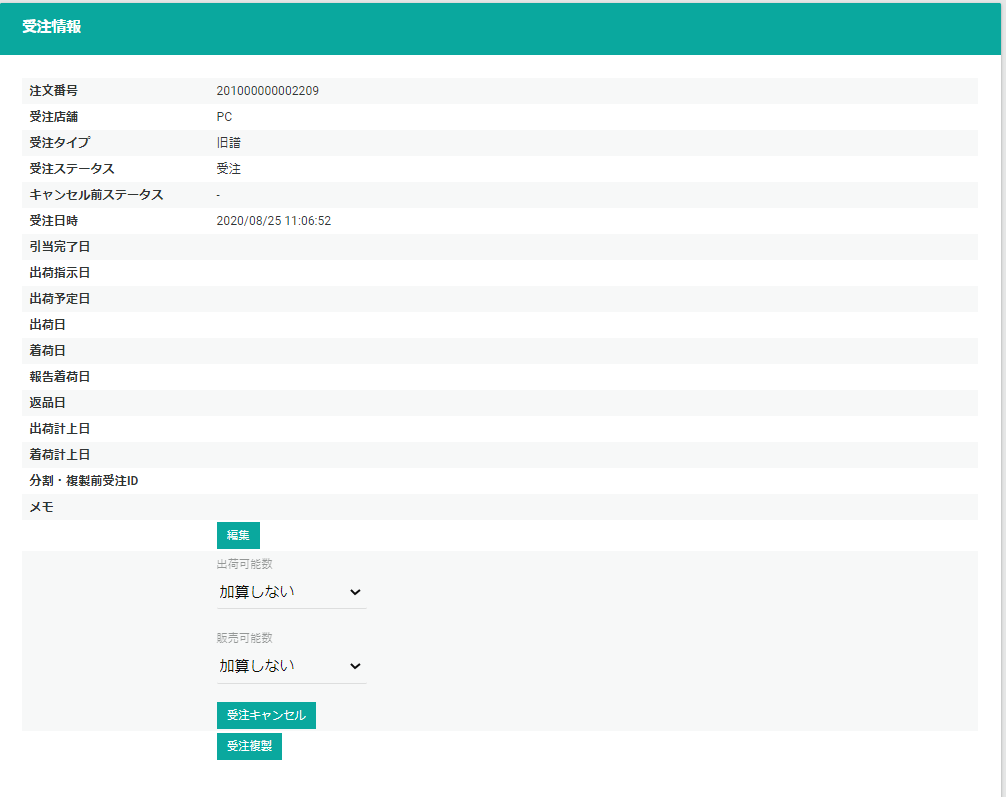 受注情報
注文番号 201000000002209
受注店舗 PC
受注タイプ 旧譜
受注ステータス 受注
キャンセル前ステータス -
受注日時 2020/08/25 11:06:52
引当完了日
出荷指示日
出荷予定日
出荷日
着荷日
報告着荷日
返品日
出荷計上日
着荷計上日
分割・複製前受注ID
メモ
編集
出荷可能数
加算しない
販売可能数
加算しない
受注キャンセル
受注複製